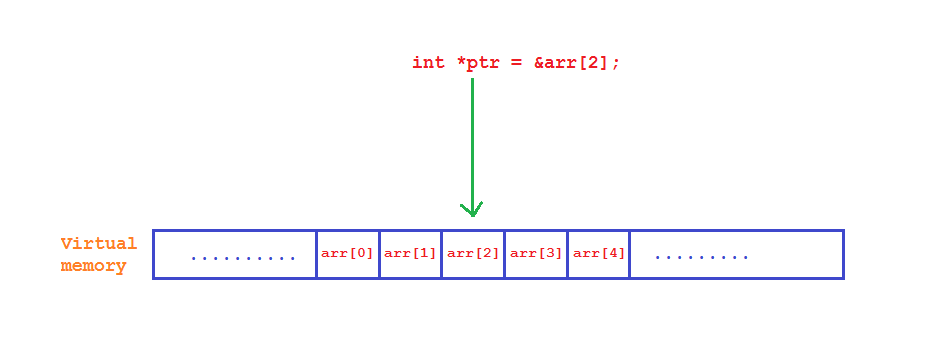 int *ptr = &arr[2];
Virtual
memory
.......... arr[0] arr[1] arr[2] arr[3] arr[4] .........